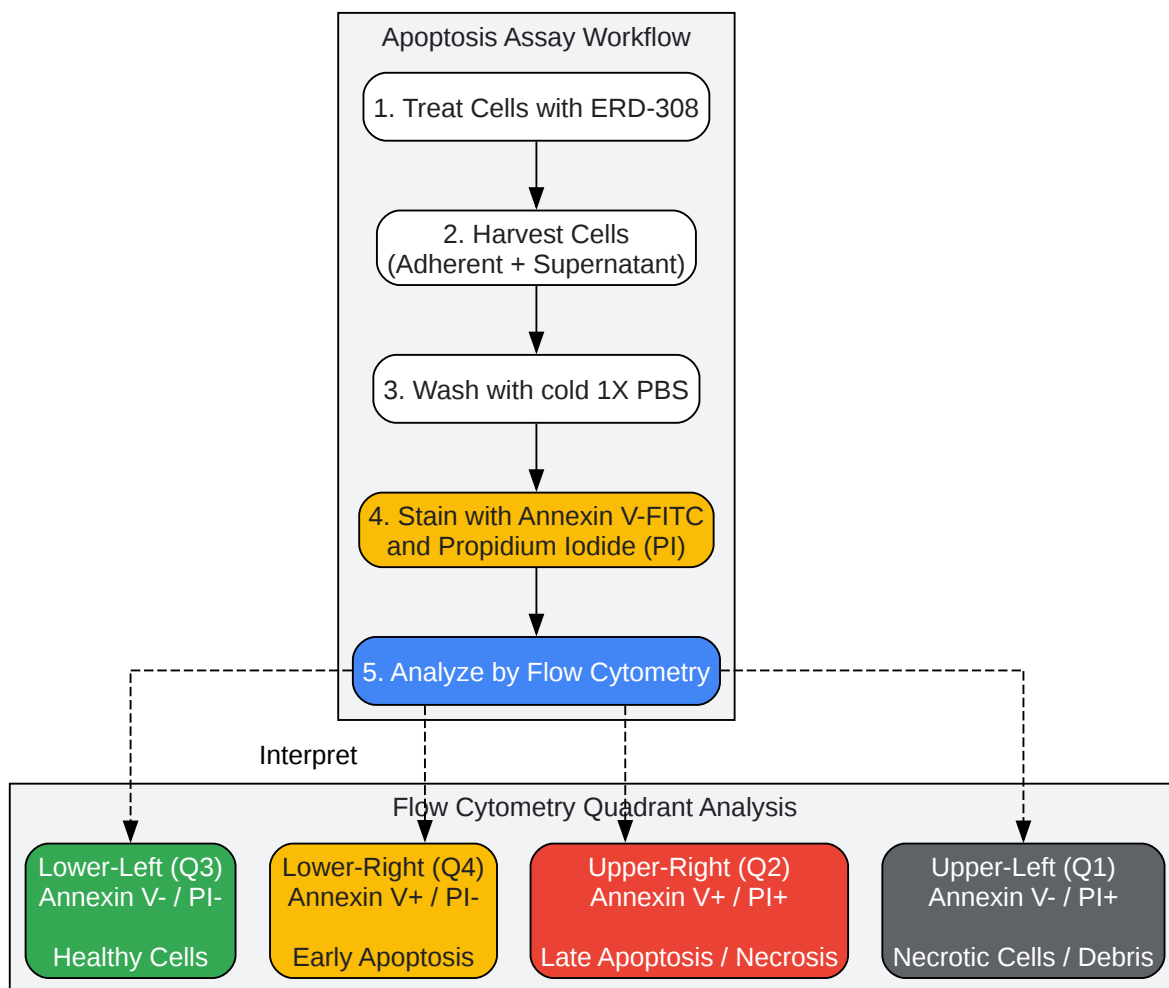 Apoptosis Assay Workflow
1. Treat Cells with ERD-308
2. Harvest Cells
(Adherent + Supernatant)
3. Wash with cold 1X PBS
4. Stain with Annexin V-FITC
and Propidium Iodide (PI)
5. Analyze by Flow Cytometry
Interpret
Flow Cytometry Quadrant Analysis
Lower-Left (Q3)
Annexin V- / PI-
Healthy Cells
Lower-Right (Q4)
Annexin V+ / PI-
Early Apoptosis
Upper-Right (Q2)
Annexin V+ / PI+
Late Apoptosis / Necrosis
Upper-Left (Q1)
Annexin V- / PI+
Necrotic Cells / Debris